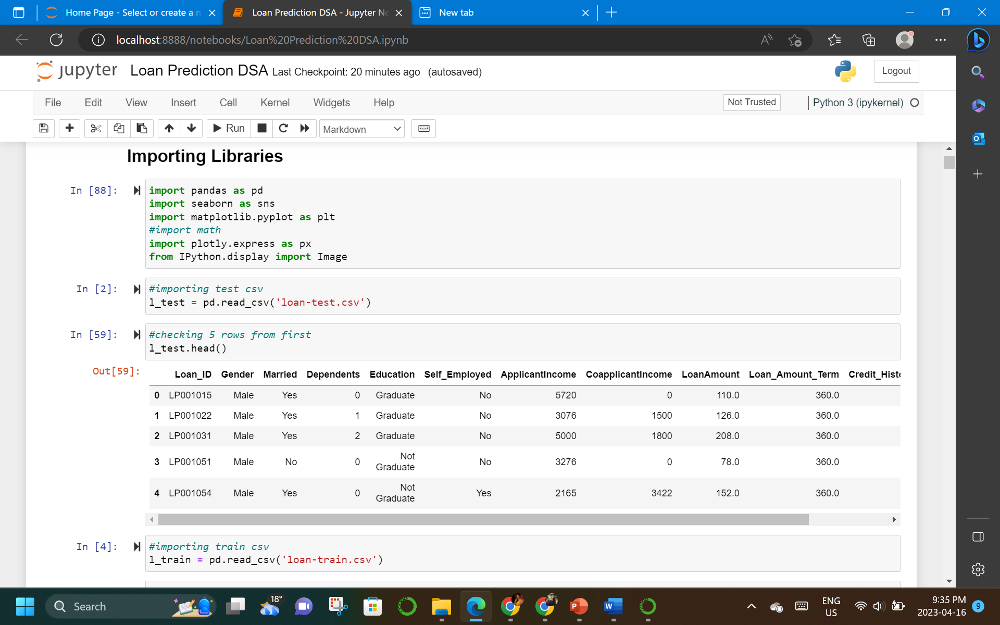 Home Page - Select or create a n
Loan Prediction DSA - Jupyter No
New tab
localhost:8888/notebooks/Loan%20Prediction%20DSA.ipynb
jupyter Loan Prediction DSA Last Checkpoint: 20 minutes ago (autosaved)
Logout
File Edit View Insert Cell Kernel Widgets Help
Not Trusted
Python 3 (ipykernel)
Run
Markdown
Importing Libraries
In [88]:
import pandas as pd
import seaborn as sns
import matplotlib.pyplot as plt
#import math
import plotly.express as px
from IPython.display import Image
In [2]:
#importing test csv
l_test = pd.read_csv('loan-test.csv')
In [59]:
#checking 5 rows from first
l_test.head()
Out[59]:
Loan_ID Gender Married Dependents Education Self_Employed ApplicantIncome CoapplicantIncome LoanAmount Loan_Amount_Term Credit_Histo
0 LP001015 Male Yes 0 Graduate No 5720 0 110.0 360.0
1 LP001022 Male Yes 1 Graduate No 3076 1500 126.0 360.0
2 LP001031 Male Yes 2 Graduate No 5000 1800 208.0 360.0
3 LP001051 Male No 0 Not Graduate No 3276 0 78.0 360.0
4 LP001054 Male Yes 0 Not Graduate Yes 2165 3422 152.0 360.0
In [4]:
#importing train csv
l_train = pd.read_csv('loan-train.csv')
Search
18°
ENG
US
9:35 PM
2023-04-16
9